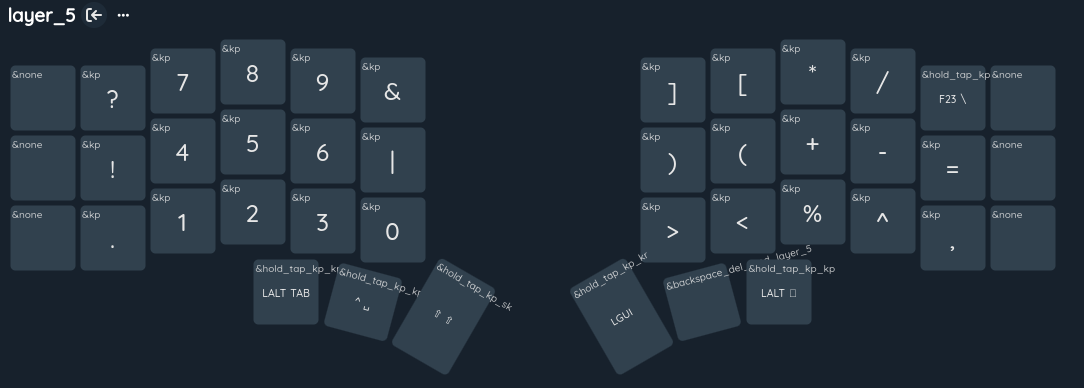 layer_5
&none &kp ? &kp 7 &kp 8 &kp 9 &kp &
&kp ] &kp [ &kp * &kp / &hold_tap_kp F23 \ &none
&none &kp ! &kp 4 &kp 5 &kp 6 &kp |
&kp ) &kp ( &kp + &kp - &kp = &none
&none &kp . &kp 1 &kp 2 &kp 3 &kp 0
&kp > &kp < &kp % &kp ^ &kp , &none
&hold_tap_kp_kr LALT TAB
&hold_tap_kp_kr ^ ␣
&hold_tap_kp_sk ⇧ ⇧
&hold_tap_kp_kr LGUI
&backspace_del layer_5
&hold_tap_kp_kp LALT